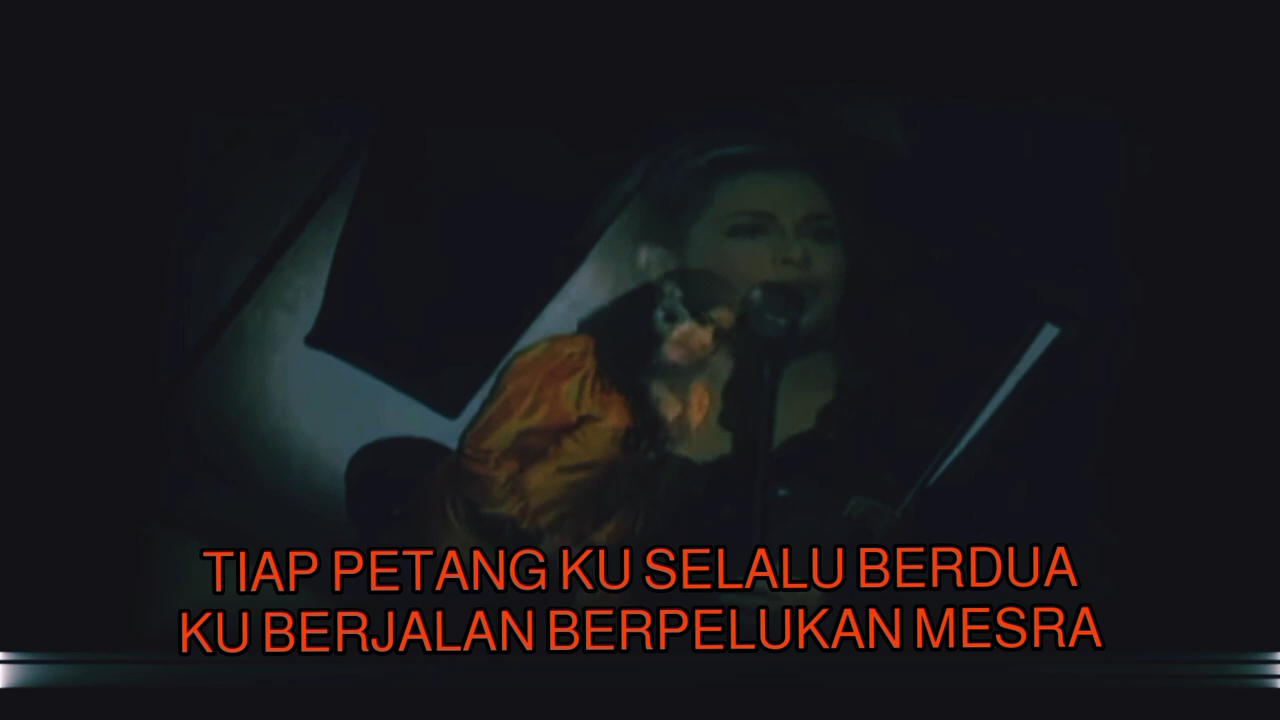 TIAP PETANG KU SELALU BERDUA
KU BERJALAN BERPELUKAN MESRA